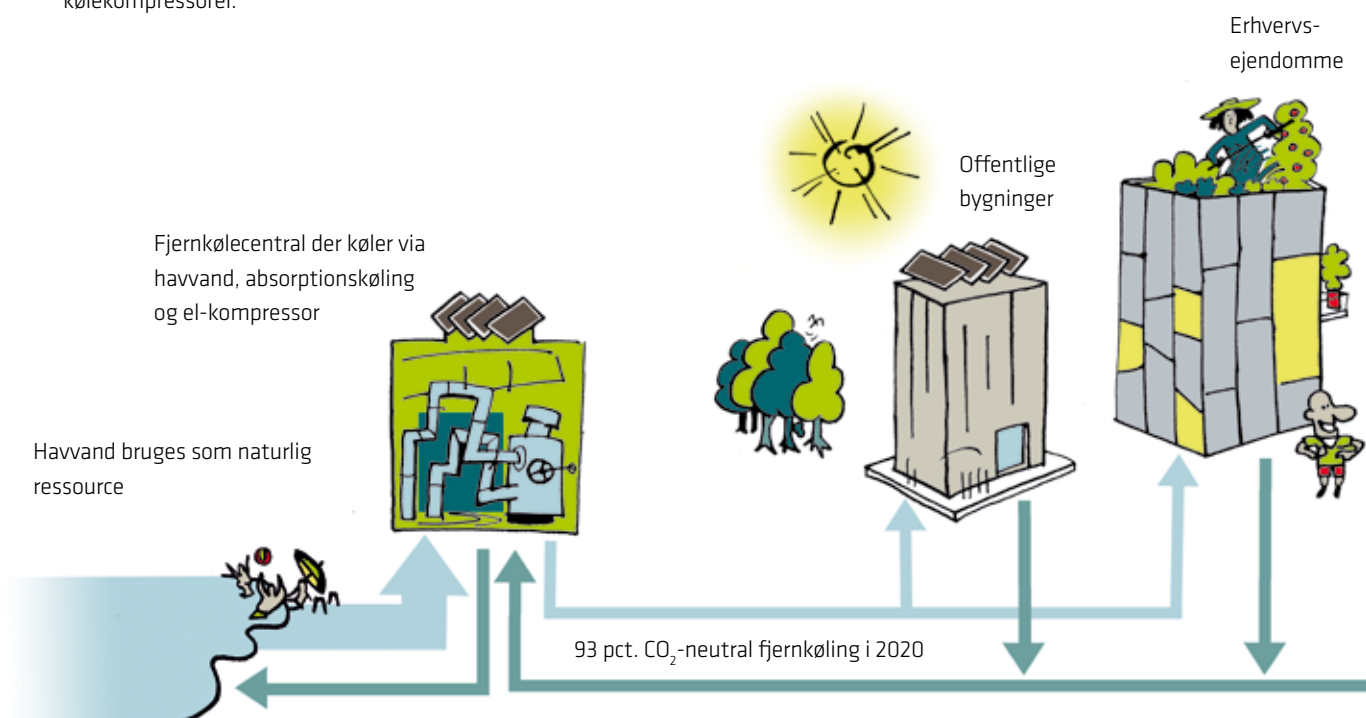 kølekompressorer.
Erhvervs-
ejendomme
Offentlige
bygninger
Fjernkølecentral der køler via
havvand, absorptionskøling
og el-kompressor
Havvand bruges som naturlig
ressource
93 pct. CO₂-neutral fjernkøling i 2020